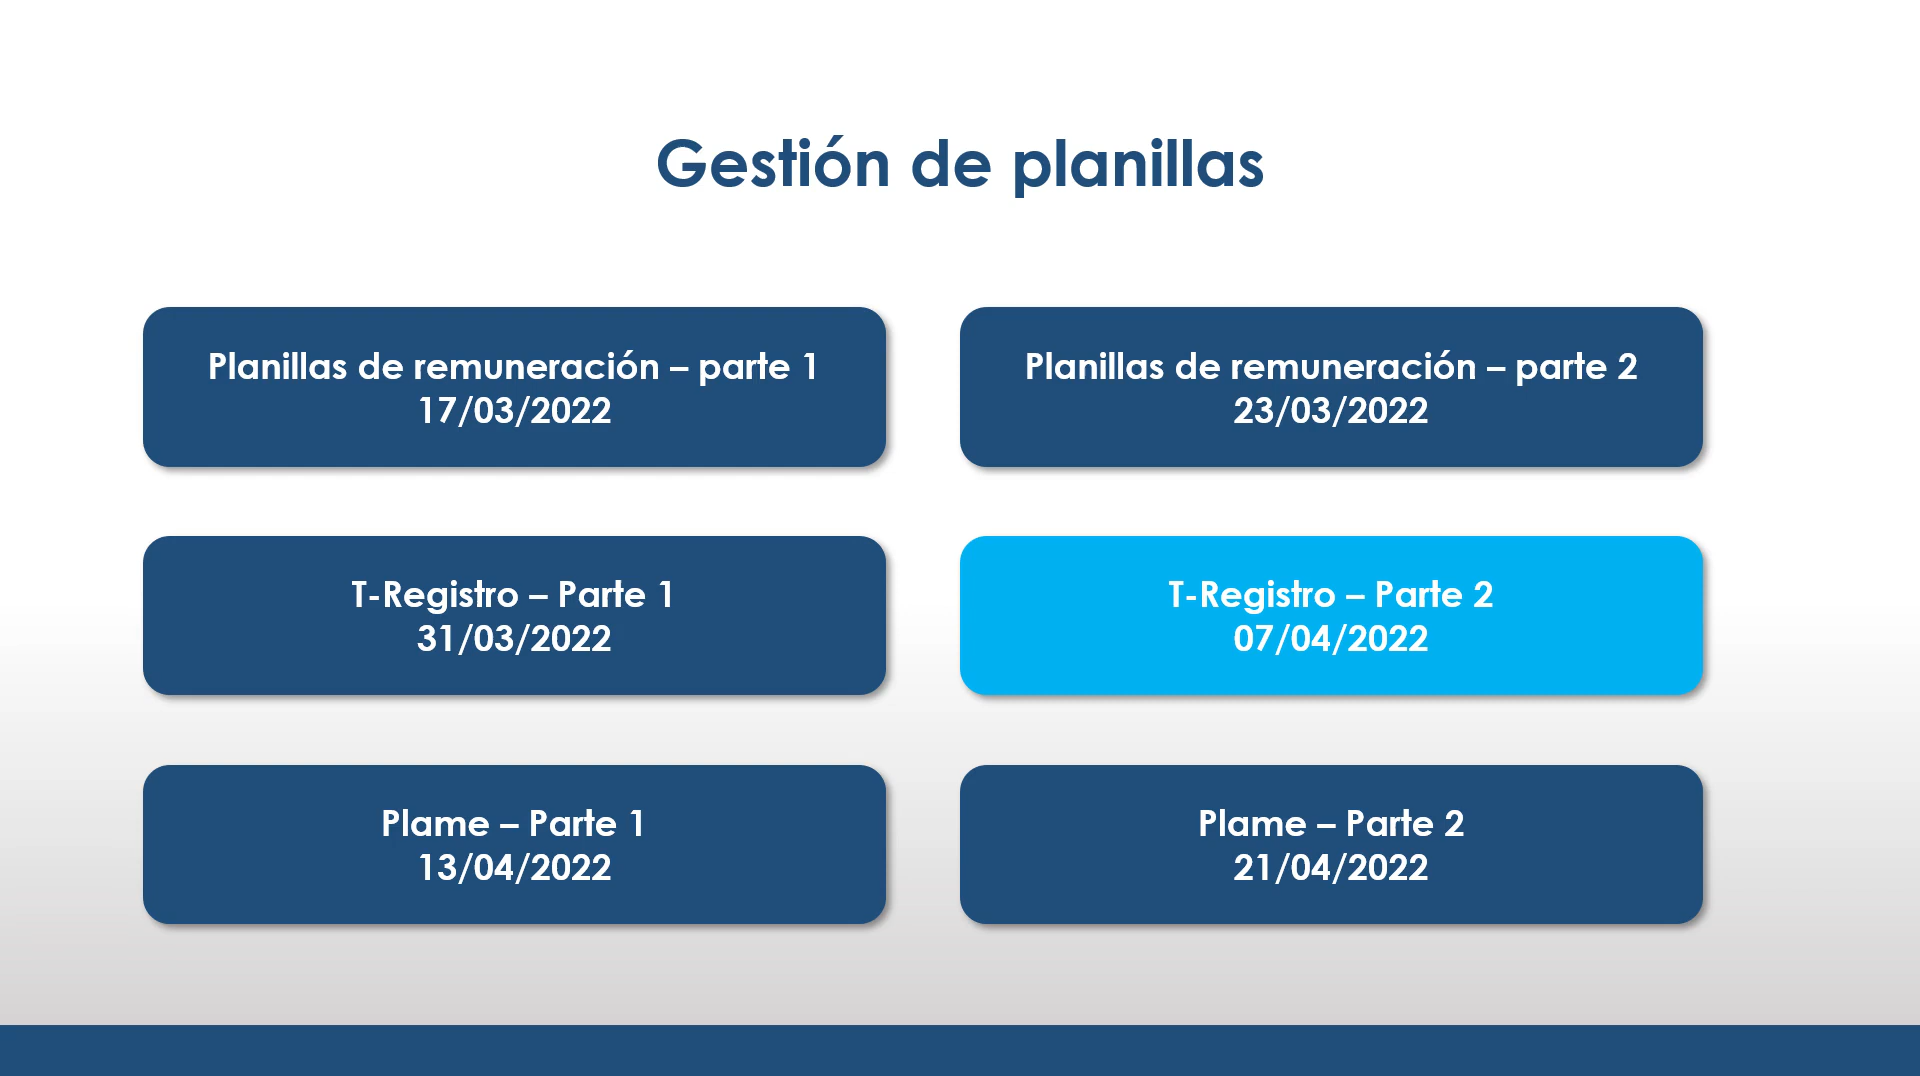 Gestión de planillas
Planillas de remuneración – parte 1
17/03/2022
Planillas de remuneración – parte 2
23/03/2022
T-Registro – Parte 1
31/03/2022
T-Registro – Parte 2
07/04/2022
Plame – Parte 1
13/04/2022
Plame – Parte 2
21/04/2022